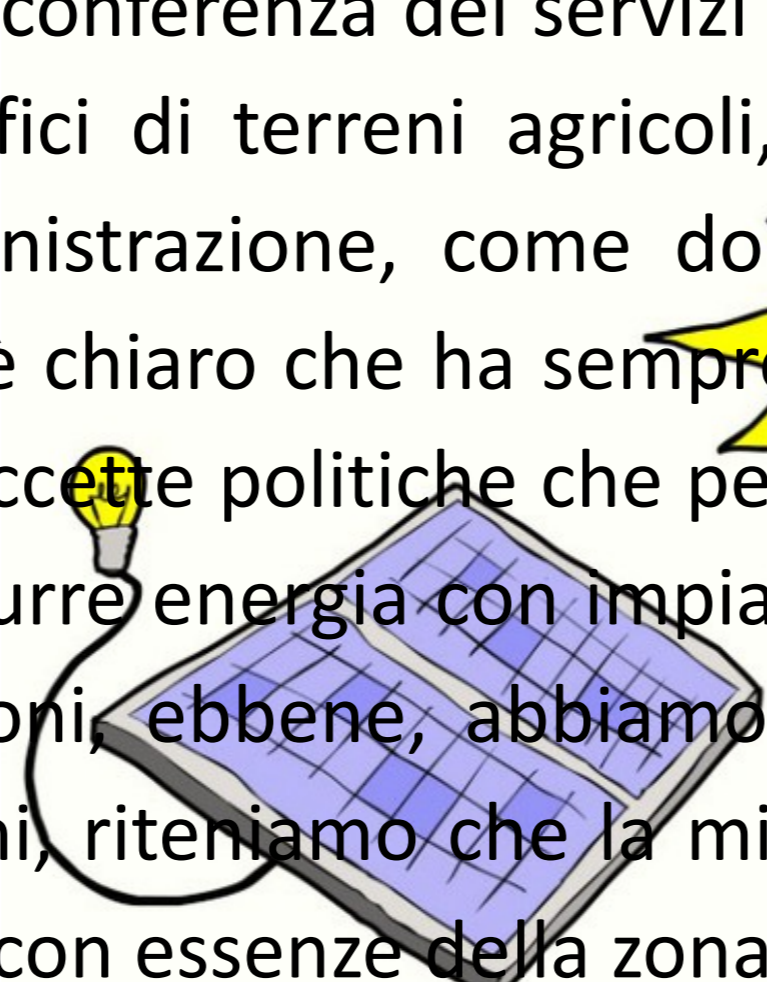 conferenza dei servizi
fici di terreni agricoli,
nistrazione, come do
è chiaro che ha sempre
ccette politiche che pe
urre energia con impia
oni, ebbene, abbiamo
ni, riteniamo che la mi
con essenze della zona